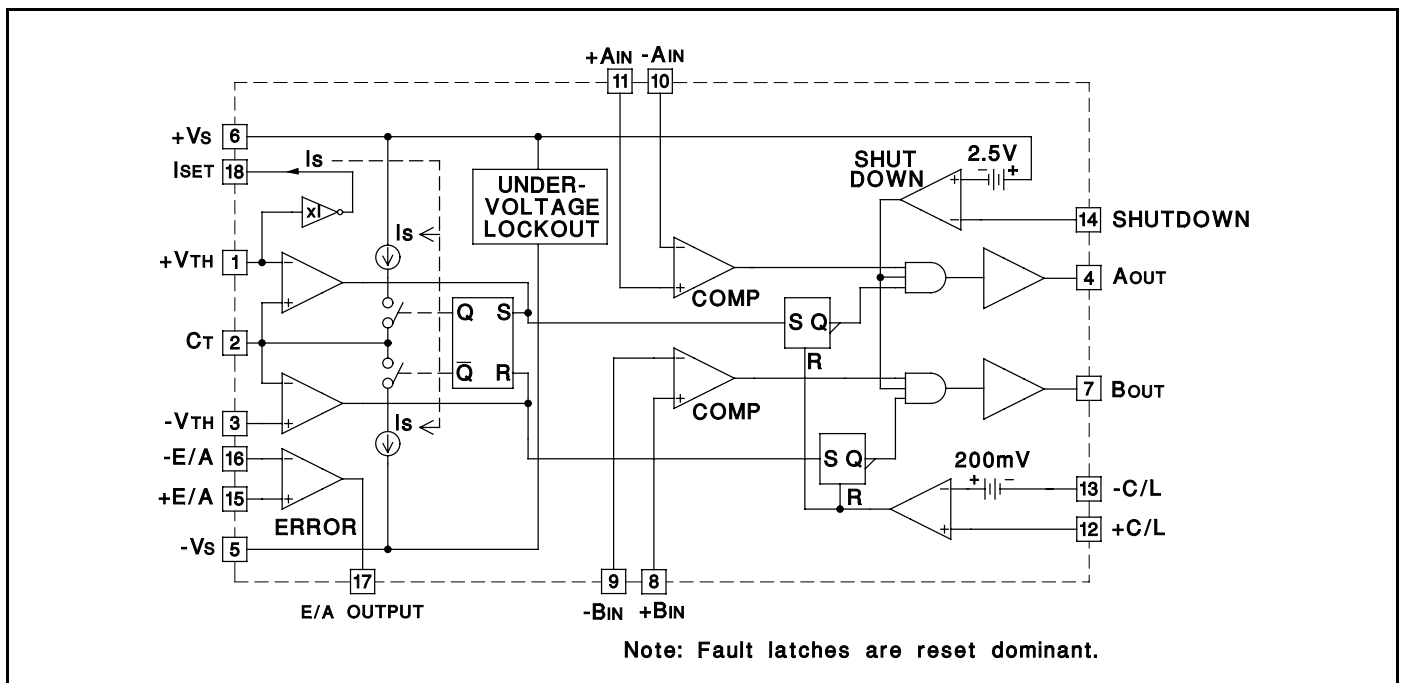 +AIN -AIN
11 10
+VS 6
ISET 18
IS
xI
UNDER-
VOLTAGE
LOCKOUT
SHUT
DOWN
2.5V
- +
+
-
14 SHUTDOWN
IS
+VTH 1
-
+
-
+
COMP
4 AOUT
CT 2
Q S
Q̅ R
S Q
R
-
+
COMP
7 BOUT
-VTH 3
-
+
IS
-E/A 16
+E/A 15
-
+
ERROR
S Q
R
200mV
+ -
-
+
13 -C/L
12 +C/L
-VS 5
17
E/A OUTPUT
9 8
-BIN +BIN
Note: Fault latches are reset dominant.